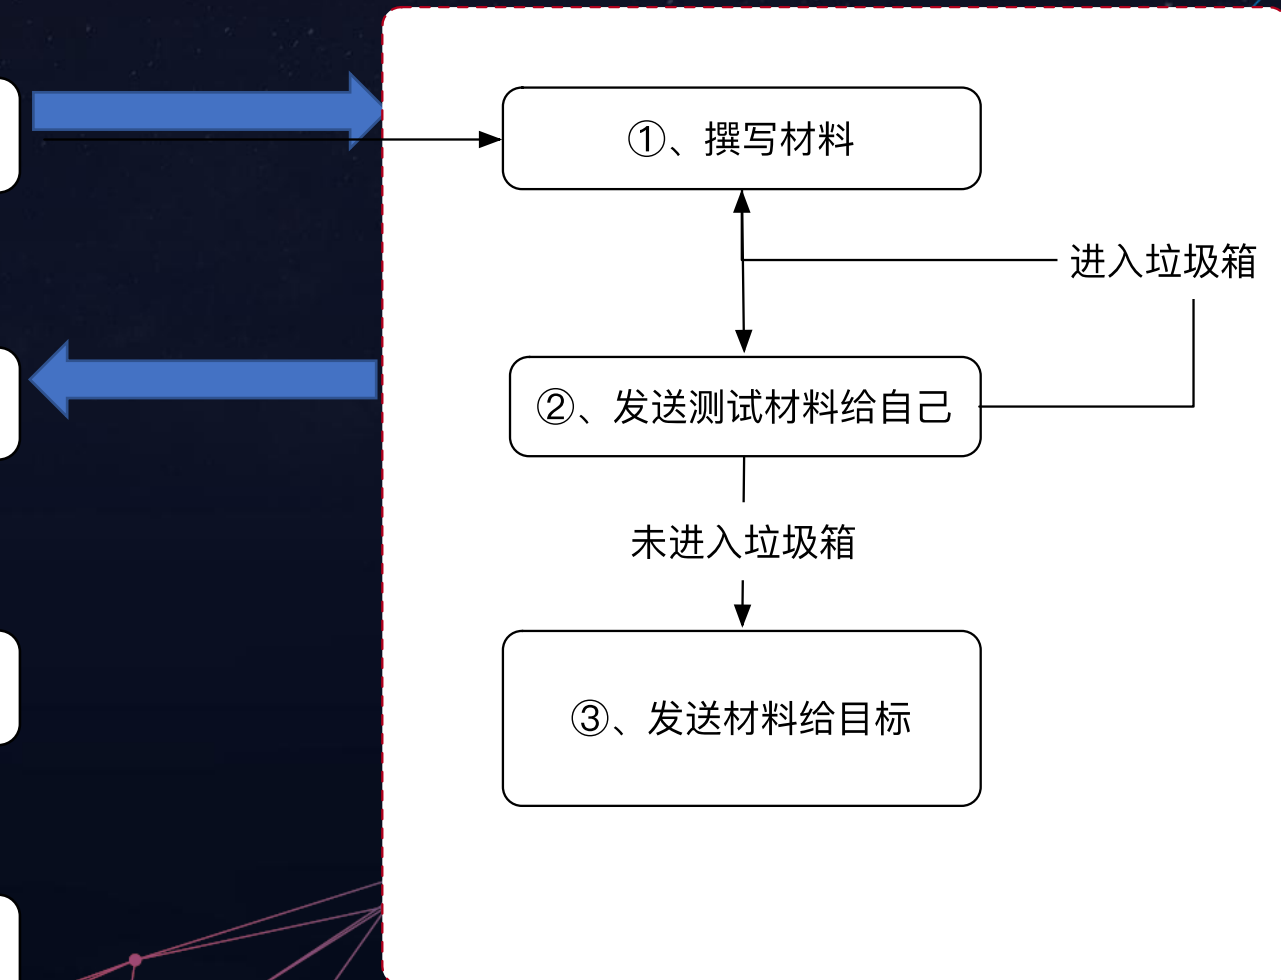 ①、撰写材料
进入垃圾箱
②、发送测试材料给自己
未进入垃圾箱
③、发送材料给目标